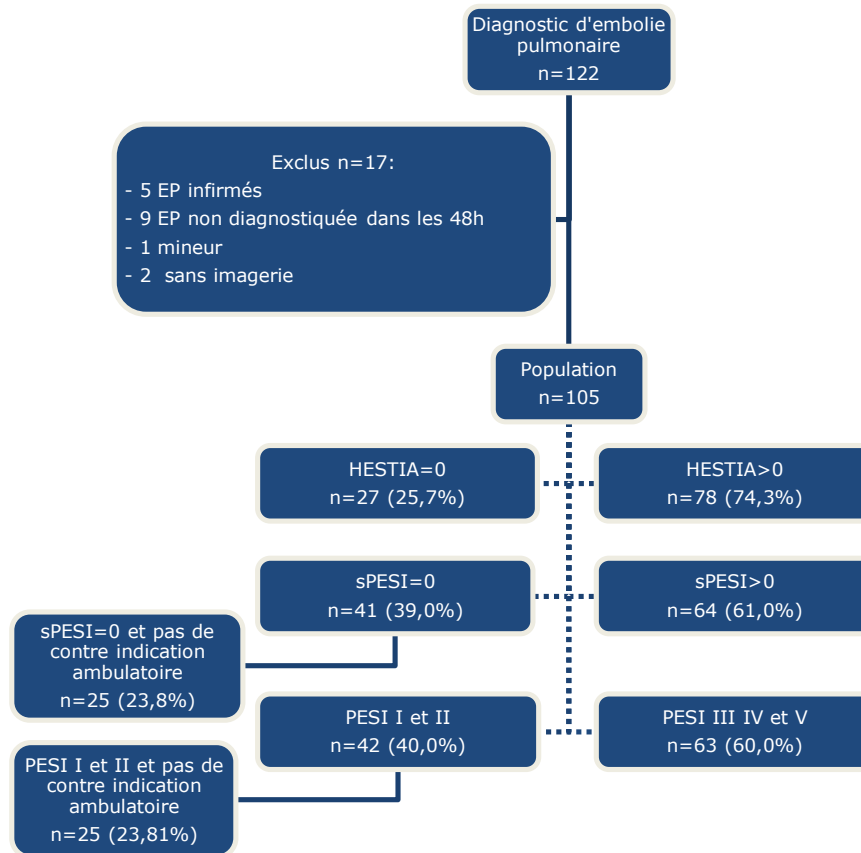 Diagnostic d'embolie
pulmonaire
n=122
Exclus n=17:
- 5 EP infirmés
- 9 EP non diagnostiquée dans les 48h
- 1 mineur
- 2 sans imagerie
Population
n=105
HESTIA=0
n=27 (25,7%)
HESTIA>0
n=78 (74,3%)
sPESI=0
n=41 (39,0%)
sPESI>0
n=64 (61,0%)
sPESI=0 et pas de
contre indication
ambulatoire
n=25 (23,8%)
PESI I et II
n=42 (40,0%)
PESI III IV et V
n=63 (60,0%)
PESI I et II et pas de
contre indication
ambulatoire
n=25 (23,81%)